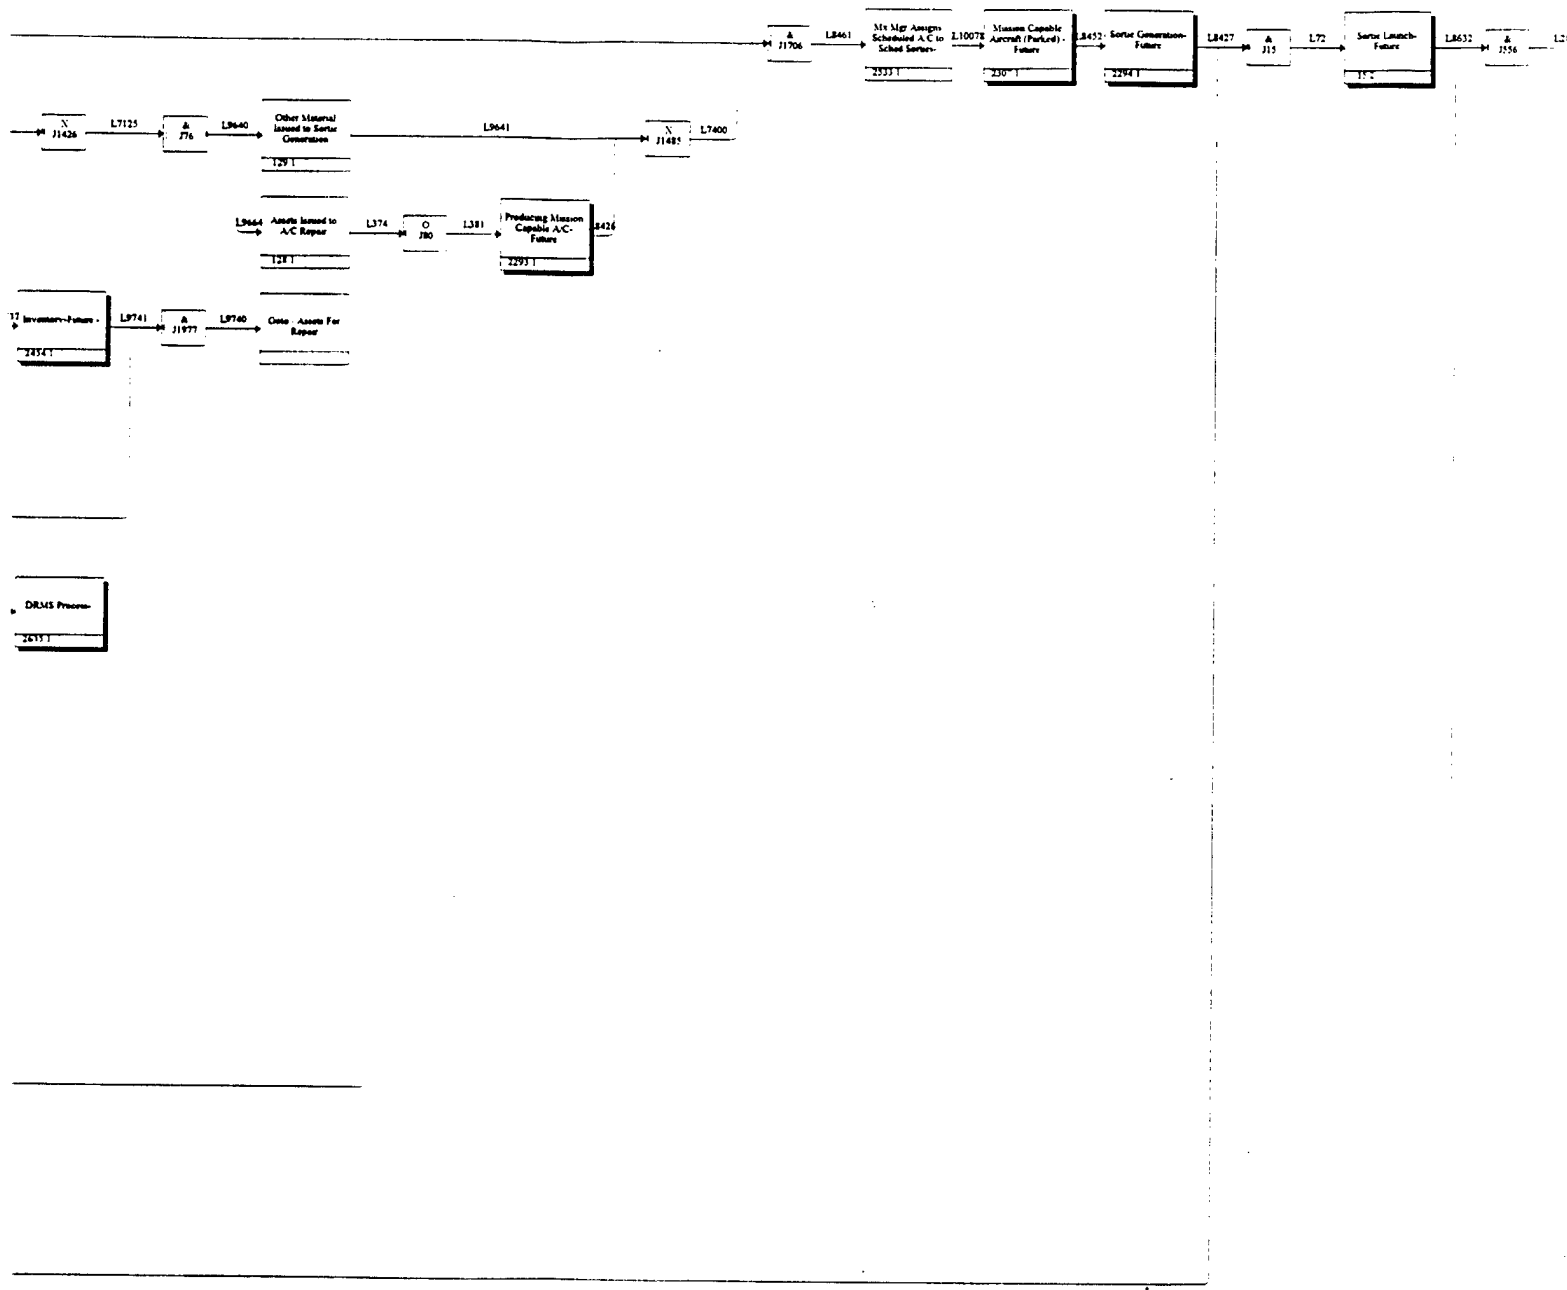 &
J1706
L8461
Mx Mgr Assigns
Scheduled A/C to
Sched Sorties-
2533.1
L10078
Mission Capable
Aircraft (Parked) -
Future
230 1
L8452
Sortie Generation-
Future
2294.1
L8427
&
J15
L72
Sortie Launch-
Future
15.2
L8632
&
J556
X
J1426
L7125
&
J76
L9640
Other Material
Issued to Sortie
Generation
129.1
L9641
X
J1485
L7400
L9664
Assets Issued to
A/C Repair
128.1
L374
O
J80
L381
Producing Mission
Capable A/C-
Future
2293.1
L8426
Inventory-Future -
2454.1
L9741
&
J1977
L9740
Goto - Assets For
Repair
DRMS Process-
2635.1